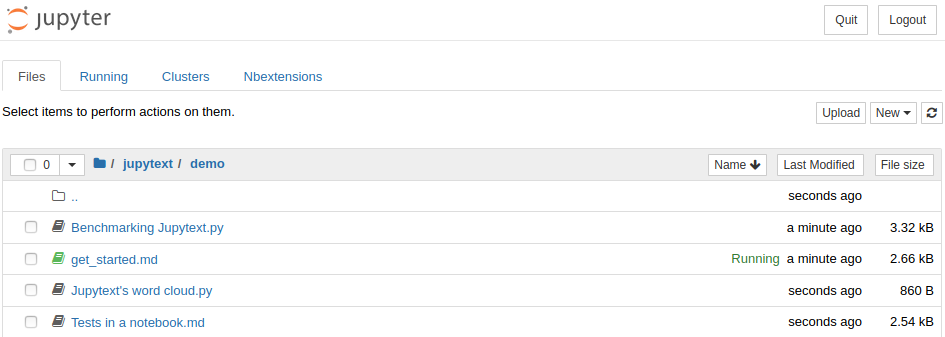 jupyter Quit Logout
Files Running Clusters Nbextensions
Select items to perform actions on them. Upload New
0 / jupytext / demo Name Last Modified File size
.. seconds ago
Benchmarking Jupytext.py a minute ago 3.32 kB
get_started.md Running a minute ago 2.66 kB
Jupytext's word cloud.py seconds ago 860 B
Tests in a notebook.md seconds ago 2.54 kB